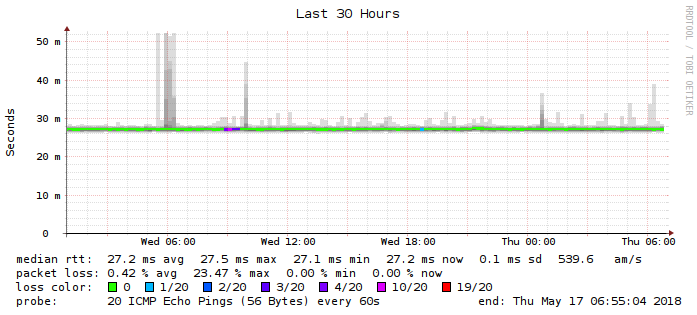 Last 30 Hours
RRDTOOL / TOBI OETIKER
Seconds
50 m
40 m
30 m
20 m
10 m
0
Wed 06:00 Wed 12:00 Wed 18:00 Thu 00:00 Thu 06:00
median rtt: 27.2 ms avg 27.5 ms max 27.1 ms min 27.2 ms now 0.1 ms sd 539.6 am/s
packet loss: 0.42 % avg 23.47 % max 0.00 % min 0.00 % now
loss color: 0 1/20 2/20 3/20 4/20 10/20 19/20
probe: 20 ICMP Echo Pings (56 Bytes) every 60s end: Thu May 17 06:55:04 2018